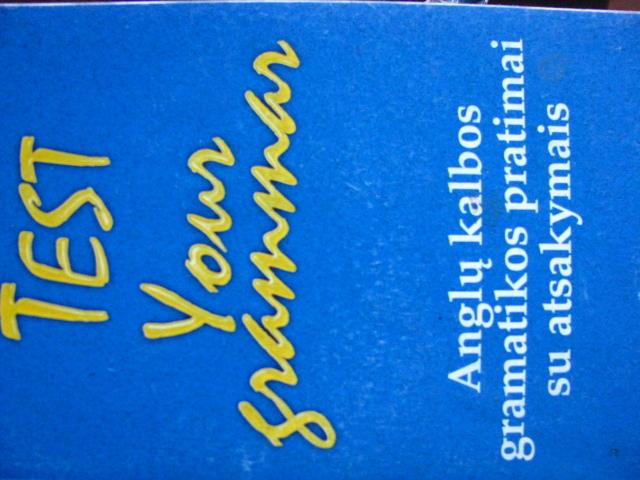 TEST
Your
grammar
Anglų kalbos
gramatikos pratimai
su atsakymais